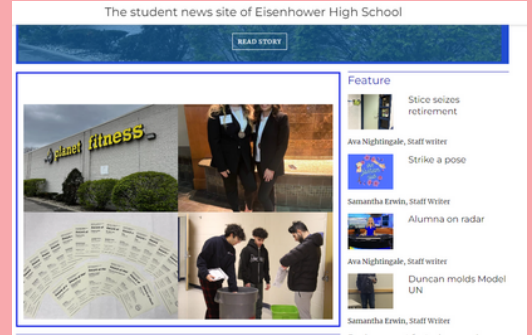 The student news site of Eisenhower High School
READ STORY
planet fitness
Feature
Stice seizes
retirement
Ava Nightingale, Staff writer
Strike a pose
Samantha Erwin, Staff Writer
Alumna on radar
Ava Nightingale, Staff writer
Duncan molds Model
UN
Samantha Erwin, Staff Writer